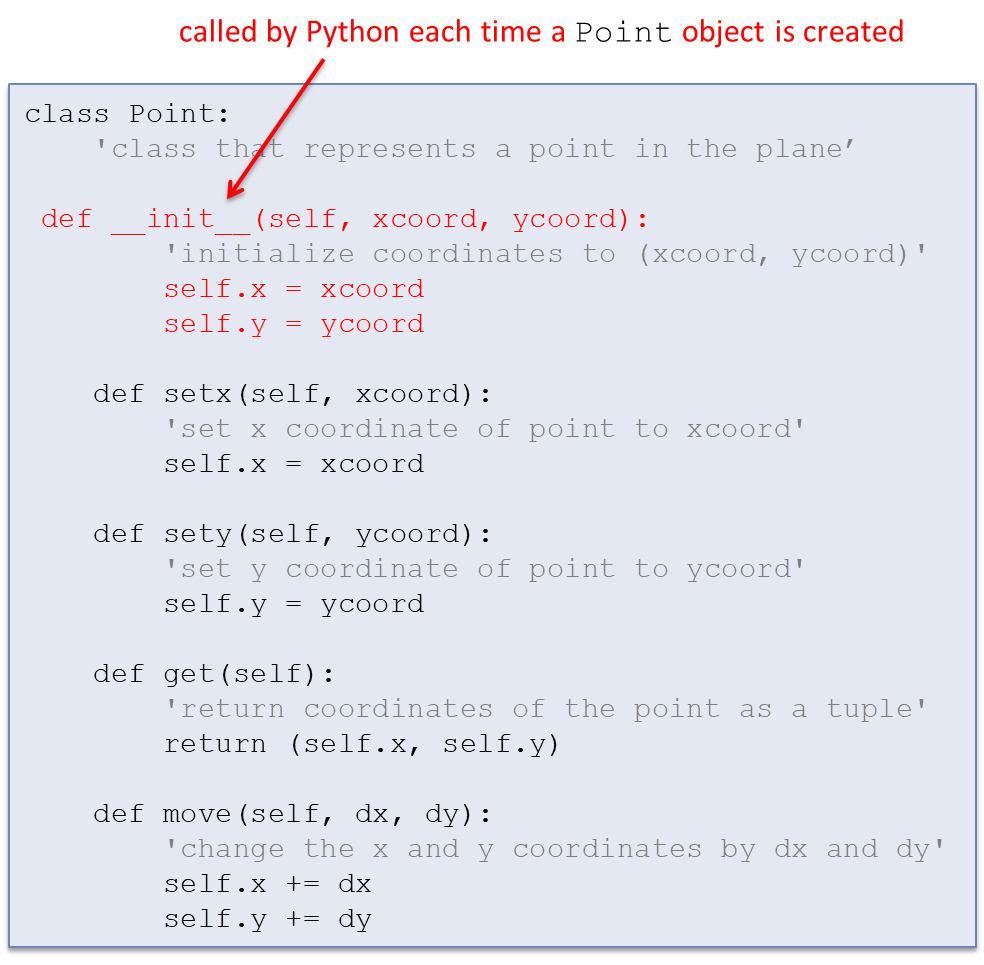 called by Python each time a Point object is created
class Point:
    'class that represents a point in the plane’

 def __init__(self, xcoord, ycoord):
        'initialize coordinates to (xcoord, ycoord)'
        self.x = xcoord
        self.y = ycoord

    def setx(self, xcoord):
        'set x coordinate of point to xcoord'
        self.x = xcoord

    def sety(self, ycoord):
        'set y coordinate of point to ycoord'
        self.y = ycoord

    def get(self):
        'return coordinates of the point as a tuple'
        return (self.x, self.y)

    def move(self, dx, dy):
        'change the x and y coordinates by dx and dy'
        self.x += dx
        self.y += dy